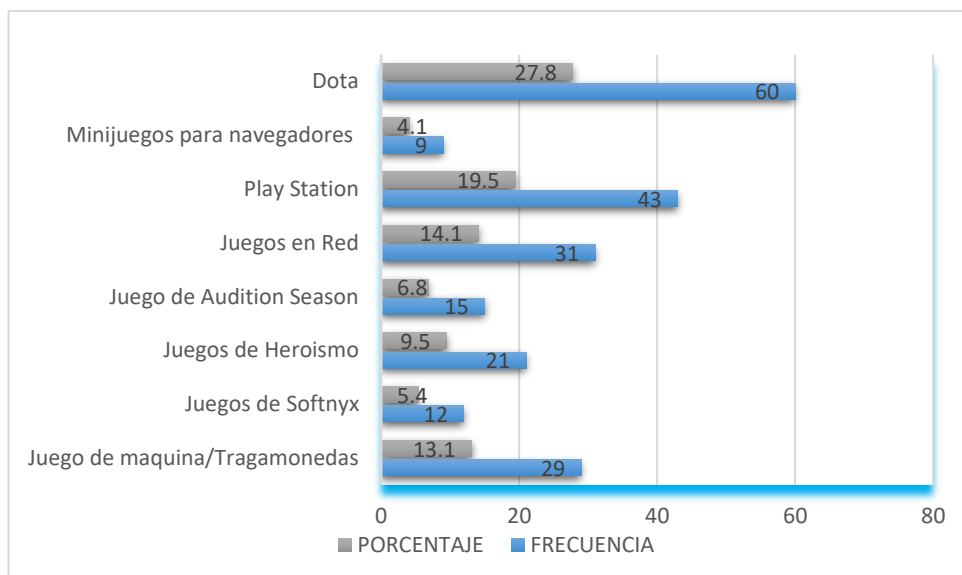 Dota
27.8
60
Minijuegos para navegadores
4.1
9
Play Station
19.5
43
Juegos en Red
14.1
31
Juego de Audition Season
6.8
15
Juegos de Heroismo
9.5
21
Juegos de Softnyx
5.4
12
Juego de maquina/Tragamonedas
13.1
29
0 20 40 60 80
PORCENTAJE FRECUENCIA